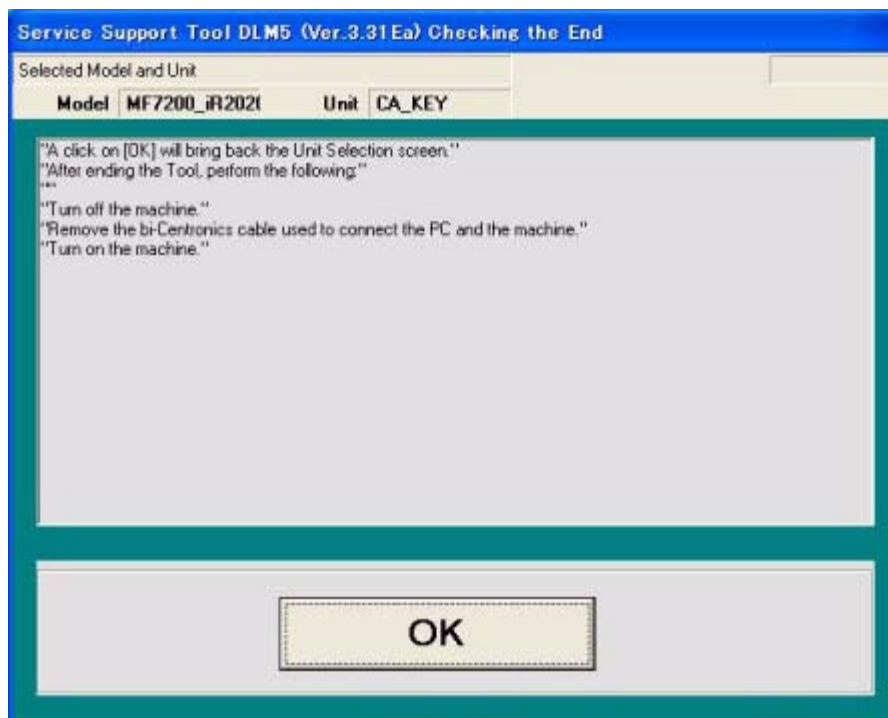 Service Support Tool DLM5 (Ver.3.31Ea) Checking the End
Selected Model and Unit
Model MF7200_iR202( Unit CA_KEY
"A click on [OK] will bring back the Unit Selection screen."
"After ending the Tool, perform the following:"
""
"Turn off the machine."
"Remove the bi-Centronics cable used to connect the PC and the machine."
"Turn on the machine."
OK